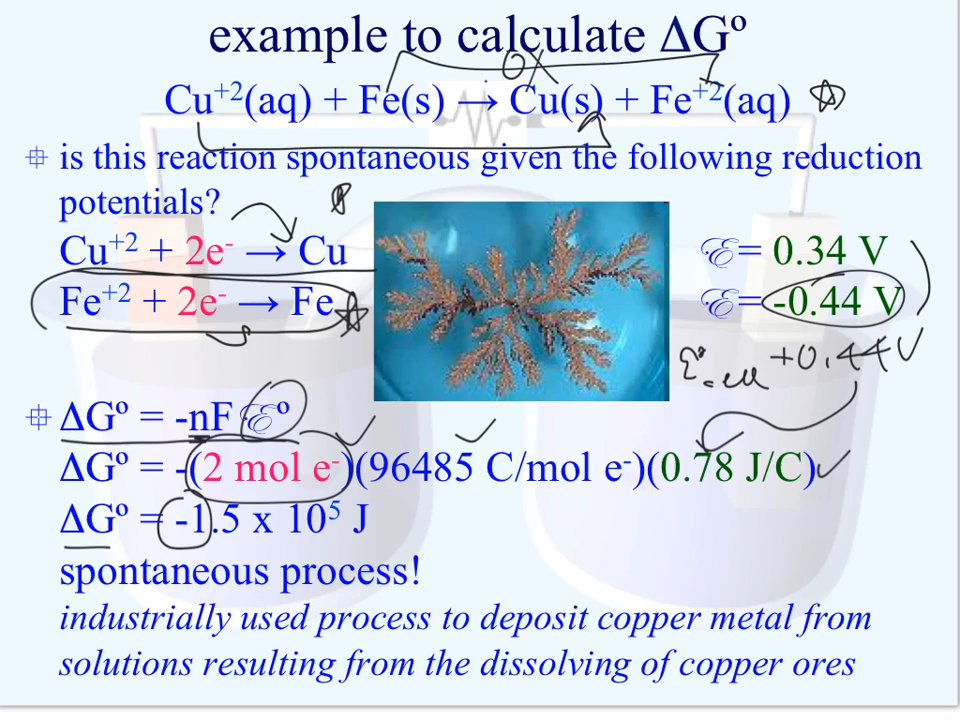 example to calculate ΔGº
OX
Cu⁺²(aq) + Fe(s) → Cu(s) + Fe⁺²(aq)
is this reaction spontaneous given the following reduction
potentials?
Cu⁺² + 2e⁻ → Cu ℰ = 0.34 V
Fe⁺² + 2e⁻ → Fe ℰ = -0.44 V
ℰ°cell +0.44V
ΔGº = -nFℰº
ΔGº = -(2 mol e⁻)(96485 C/mol e⁻)(0.78 J/C)
ΔGº = -1.5 x 10⁵ J
spontaneous process!
industrially used process to deposit copper metal from
solutions resulting from the dissolving of copper ores